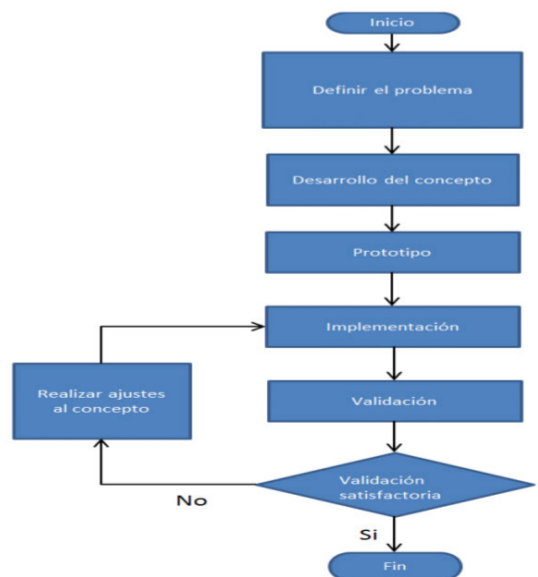 Inicio
Definir el problema
Desarrollo del concepto
Prototipo
Implementación
Realizar ajustes
al concepto
Validación
Validación
satisfactoria
No
Si
Fin